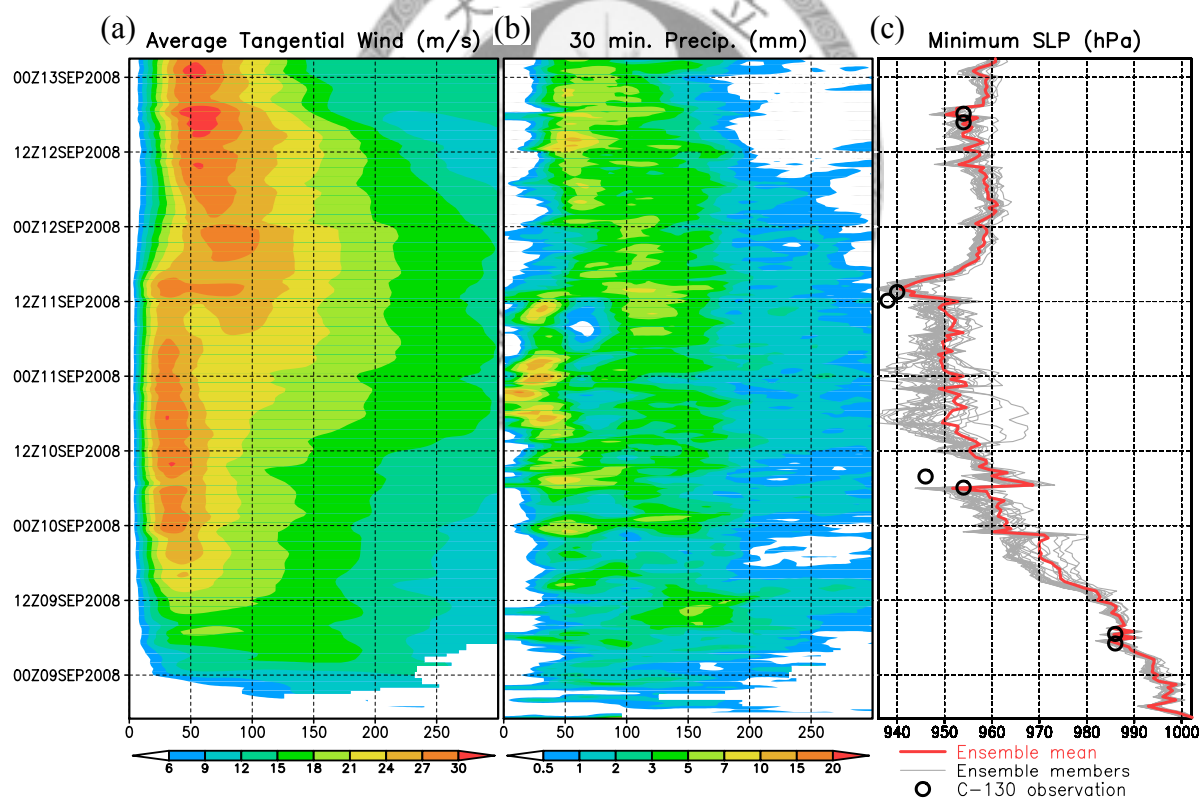 (a) Average Tangential Wind (m/s)
(b) 30 min. Precip. (mm)
(c) Minimum SLP (hPa)
大
立
00Z13SEP2008
12Z12SEP2008
00Z12SEP2008
12Z11SEP2008
00Z11SEP2008
12Z10SEP2008
00Z10SEP2008
12Z09SEP2008
00Z09SEP2008
0 50 100 150 200 250
0 50 100 150 200 250
940 950 960 970 980 990 1000
6 9 12 15 18 21 24 27 30
0.5 1 2 3 5 7 10 15 20
Ensemble mean
Ensemble members
C-130 observation